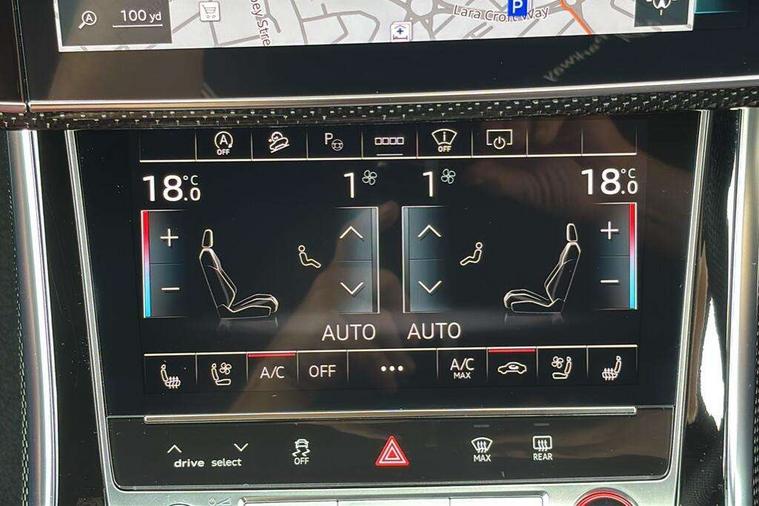 100 yd
Lara Croft Way
P
A
OFF
P
OFF
18.0 °C
1
1
18.0 °C
+
−
+
−
AUTO
AUTO
A/C
OFF
•••
A/C
MAX
drive select
OFF
MAX
REAR